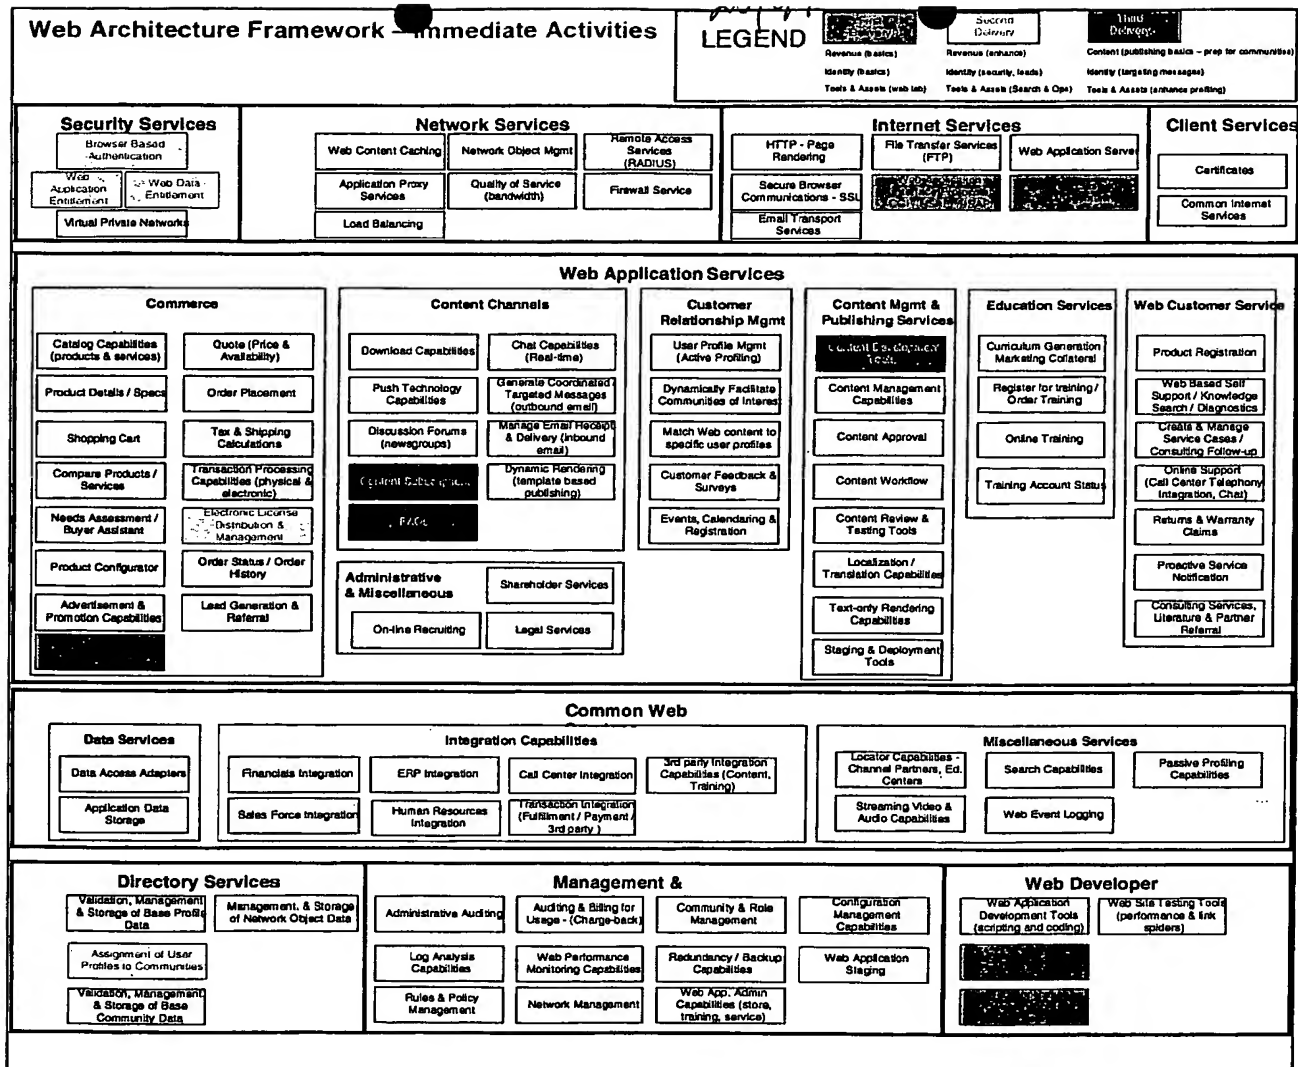 Web Architecture Framework – Immediate Activities
LEGEND
Delivery
Second
Delivery
Third
Delivery
Revenue (basics)
Revenue (enhance)
Content (publishing basics – prep for communities)
Identity (basics)
Identity (security, leads)
Identity (targeting messages)
Tools & Assets (web lab)
Tools & Assets (Search & Ops)
Tools & Assets (enhance profiling)
Security Services
Browser Based
Authentication
Web
Application
Entitlement
Web Data
Entitlement
Virtual Private Networks
Network Services
Web Content Caching
Network Object Mgmt
Remote Access
Services
(RADIUS)
Application Proxy
Services
Quality of Service
(bandwidth)
Firewall Service
Load Balancing
Internet Services
HTTP - Page
Rendering
File Transfer Services
(FTP)
Web Application Server
Secure Browser
Communications - SSL
Email Transport
Services
Client Services
Certificates
Common Internet
Services
Web Application Services
Commerce
Catalog Capabilities
(products & services)
Quote (Price &
Availability)
Product Details / Specs
Order Placement
Shopping Cart
Tax & Shipping
Calculations
Compare Products /
Services
Transaction Processing
Capabilities (physical &
electronic)
Needs Assessment /
Buyer Assistant
Electronic License
Distribution &
Management
Product Configurator
Order Status / Order
History
Advertisement &
Promotion Capabilities
Lead Generation &
Referral
Content Channels
Download Capabilities
Chat Capabilities
(Real-time)
Push Technology
Capabilities
Generate Coordinated /
Targeted Messages
(outbound email)
Discussion Forums
(newsgroups)
Manage Email Receipt
& Delivery (inbound
email)
Content Subscription
Dynamic Rendering
(template based
publishing)
FAQs
Administrative
& Miscellaneous
Shareholder Services
On-line Recruiting
Legal Services
Customer
Relationship Mgmt
User Profile Mgmt
(Active Profiling)
Dynamically Facilitate
Communities of Interest
Match Web content to
specific user profiles
Customer Feedback &
Surveys
Events, Calendaring &
Registration
Content Mgmt &
Publishing Services
Content Development
Tools
Content Management
Capabilities
Content Approval
Content Workflow
Content Review &
Testing Tools
Localization /
Translation Capabilities
Text-only Rendering
Capabilities
Staging & Deployment
Tools
Education Services
Curriculum Generation
Marketing Collateral
Register for training /
Order Training
Online Training
Training Account Status
Web Customer Service
Product Registration
Web Based Self
Support / Knowledge
Search / Diagnostics
Create & Manage
Service Cases /
Consulting Follow-up
Online Support
(Call Center Telephony
Integration, Chat)
Returns & Warranty
Claims
Proactive Service
Notification
Consulting Services,
Literature & Partner
Referral
Common Web
Data Services
Data Access Adapters
Application Data
Storage
Integration Capabilities
Financials Integration
ERP Integration
Call Center Integration
3rd party Integration
Capabilities (Content,
Training)
Sales Force Integration
Human Resources
Integration
Transaction Integration
(Fulfillment / Payment /
3rd party )
Miscellaneous Services
Locator Capabilities -
Channel Partners, Ed.
Centers
Search Capabilities
Passive Profiling
Capabilities
Streaming Video &
Audio Capabilities
Web Event Logging
Directory Services
Validation, Management
& Storage of Base Profile
Data
Management, & Storage
of Network Object Data
Assignment of User
Profiles to Communities
Validation, Management
& Storage of Base
Community Data
Management &
Administrative Auditing
Auditing & Billing for
Usage - (Charge-back)
Community & Role
Management
Configuration
Management
Capabilities
Log Analysis
Capabilities
Web Performance
Monitoring Capabilities
Redundancy / Backup
Capabilities
Web Application
Staging
Rules & Policy
Management
Network Management
Web App. Admin
Capabilities (store,
training, service)
Web Developer
Web Application
Development Tools
(scripting and coding)
Web Site Testing Tools
(performance & link
spiders)